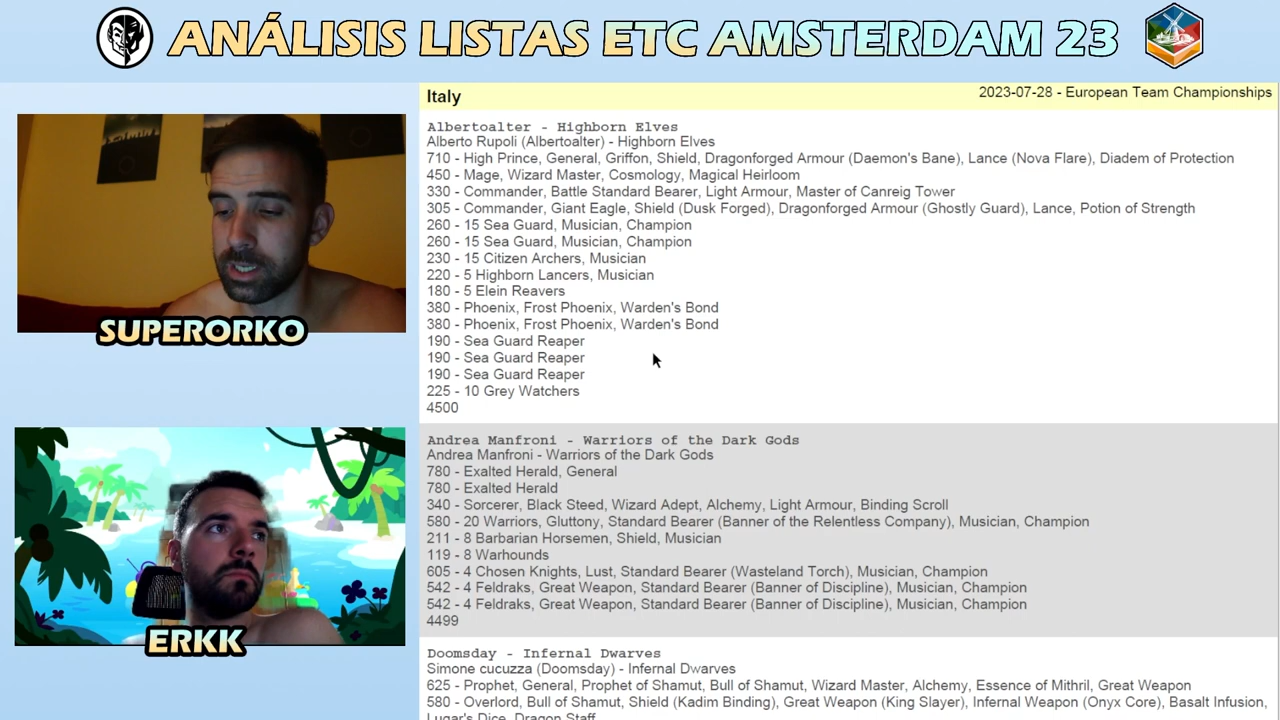 ANÁLISIS LISTAS ETC AMSTERDAM 23
Italy
2023-07-28 - European Team Championships
Albertoalter - Highborn Elves
Alberto Rupoli (Albertoalter) - Highborn Elves
710 - High Prince, General, Griffon, Shield, Dragonforged Armour (Daemon's Bane), Lance (Nova Flare), Diadem of Protection
450 - Mage, Wizard Master, Cosmology, Magical Heirloom
330 - Commander, Battle Standard Bearer, Light Armour, Master of Canreig Tower
305 - Commander, Giant Eagle, Shield (Dusk Forged), Dragonforged Armour (Ghostly Guard), Lance, Potion of Strength
260 - 15 Sea Guard, Musician, Champion
260 - 15 Sea Guard, Musician, Champion
230 - 15 Citizen Archers, Musician
220 - 5 Highborn Lancers, Musician
180 - 5 Elein Reavers
380 - Phoenix, Frost Phoenix, Warden's Bond
380 - Phoenix, Frost Phoenix, Warden's Bond
190 - Sea Guard Reaper
190 - Sea Guard Reaper
190 - Sea Guard Reaper
225 - 10 Grey Watchers
4500
SUPERORKO
Andrea Manfroni - Warriors of the Dark Gods
Andrea Manfroni - Warriors of the Dark Gods
780 - Exalted Herald, General
780 - Exalted Herald
340 - Sorcerer, Black Steed, Wizard Adept, Alchemy, Light Armour, Binding Scroll
580 - 20 Warriors, Gluttony, Standard Bearer (Banner of the Relentless Company), Musician, Champion
211 - 8 Barbarian Horsemen, Shield, Musician
119 - 8 Warhounds
605 - 4 Chosen Knights, Lust, Standard Bearer (Wasteland Torch), Musician, Champion
542 - 4 Feldraks, Great Weapon, Standard Bearer (Banner of Discipline), Musician, Champion
542 - 4 Feldraks, Great Weapon, Standard Bearer (Banner of Discipline), Musician, Champion
4499
ERKK
Doomsday - Infernal Dwarves
Simone cucuzza (Doomsday) - Infernal Dwarves
625 - Prophet, General, Prophet of Shamut, Bull of Shamut, Wizard Master, Alchemy, Essence of Mithril, Great Weapon
580 - Overlord, Bull of Shamut, Shield (Kadim Binding), Great Weapon (King Slayer), Infernal Weapon (Onyx Core), Basalt Infusion,
Lugar's Dice, Dragon Staff